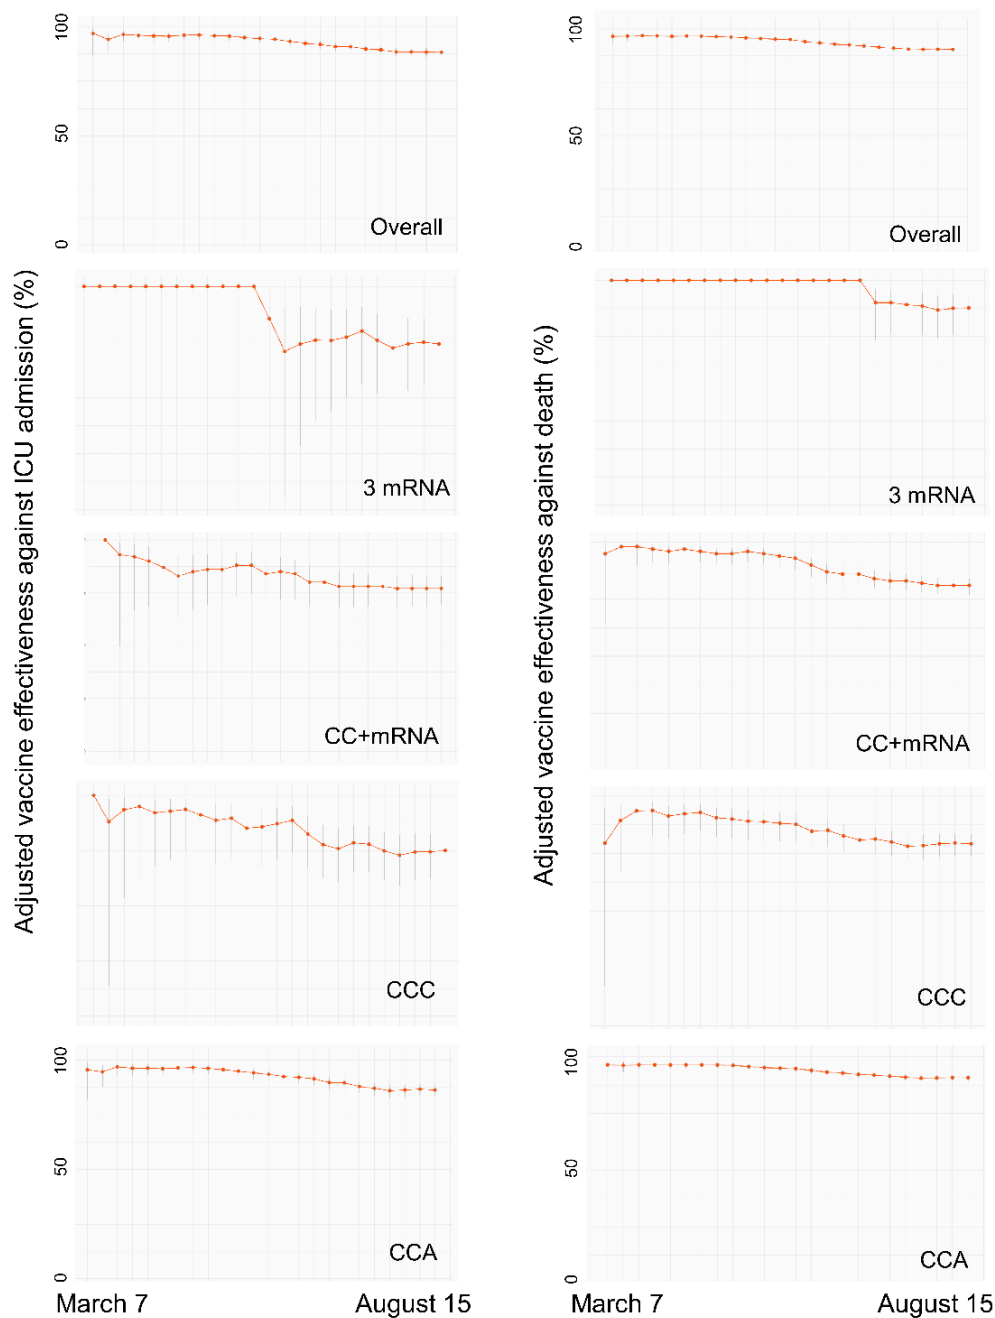 Adjusted vaccine effectiveness against ICU admission (%)
100
50
0
Overall
3 mRNA
CC+mRNA
CCC
100
50
0
CCA
March 7
August 15
Adjusted vaccine effectiveness against death (%)
100
50
0
Overall
3 mRNA
CC+mRNA
CCC
100
50
0
CCA
March 7
August 15